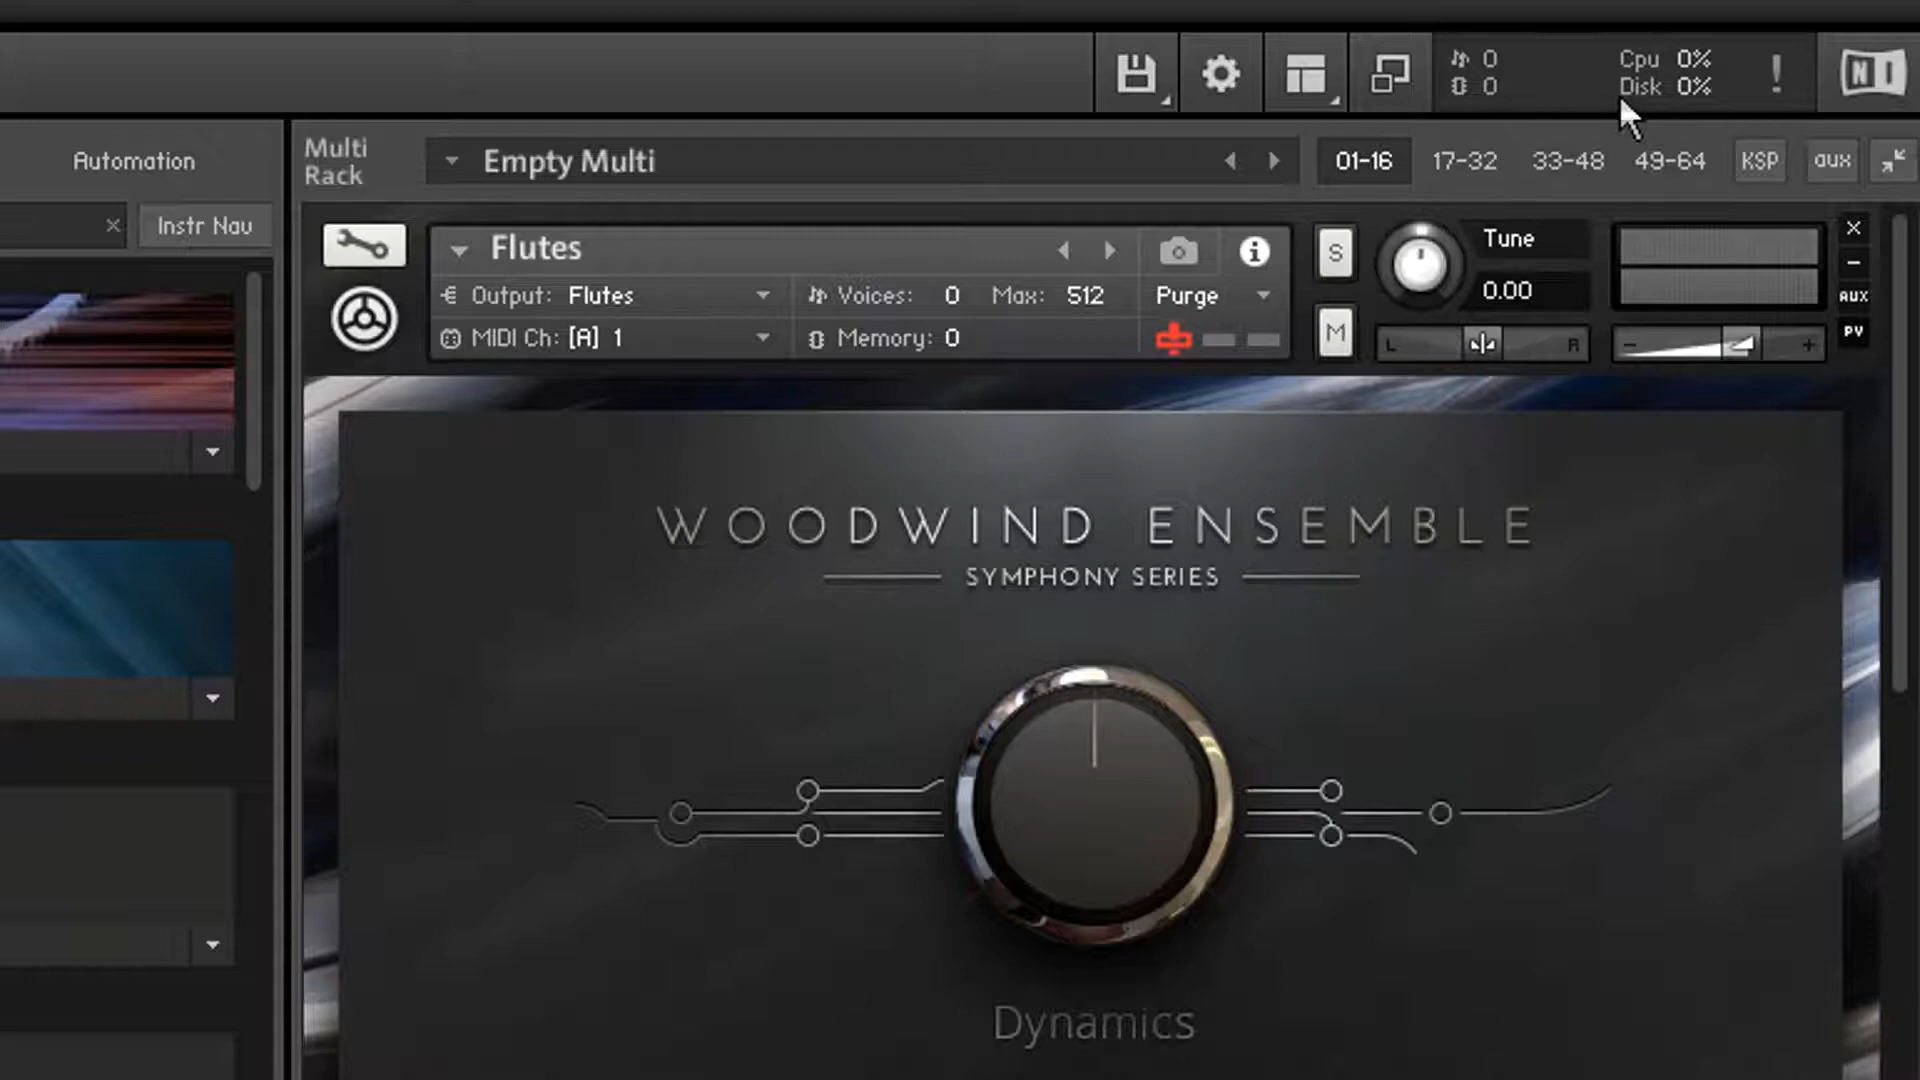 0
0
Cpu 0%
Disk 0%
!
NI
Automation
Multi
Rack
Empty Multi
01-16 17-32 33-48 49-64 KSP aux
× Instr Nau
Flutes
i
S
Tune
0.00
×
−
AUX
PV
Output: Flutes
Voices: 0 Max: 512
Purge
MIDI Ch: [A] 1
Memory: 0
M
L R
− +
WOODWIND ENSEMBLE
SYMPHONY SERIES
Dynamics